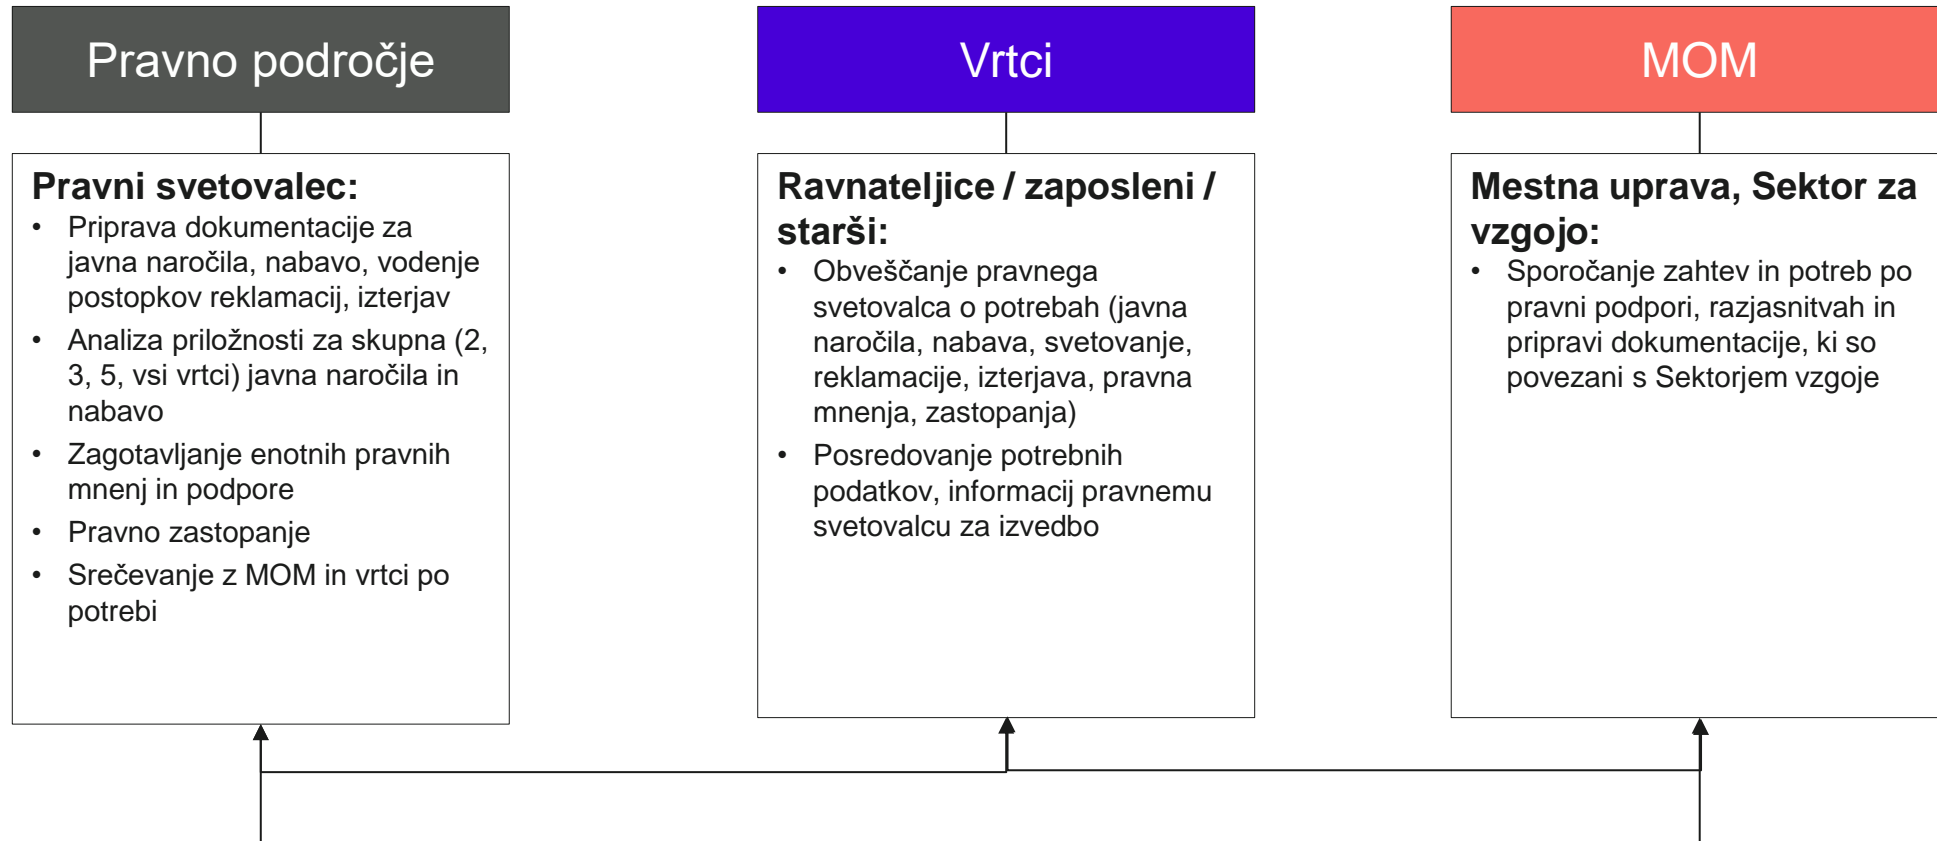 Pravno področje
Vrtci
MOM
Pravni svetovalec:
• Priprava dokumentacije za
javna naročila, nabavo, vodenje
postopkov reklamacij, izterjav
• Analiza priložnosti za skupna (2,
3, 5, vsi vrtci) javna naročila in
nabavo
• Zagotavljanje enotnih pravnih
mnenj in podpore
• Pravno zastopanje
• Srečevanje z MOM in vrtci po
potrebi
Ravnateljice / zaposleni /
starši:
• Obveščanje pravnega
svetovalca o potrebah (javna
naročila, nabava, svetovanje,
reklamacije, izterjava, pravna
mnenja, zastopanja)
• Posredovanje potrebnih
podatkov, informacij pravnemu
svetovalcu za izvedbo
Mestna uprava, Sektor za
vzgojo:
• Sporočanje zahtev in potreb po
pravni podpori, razjasnitvah in
pripravi dokumentacije, ki so
povezani s Sektorjem vzgoje